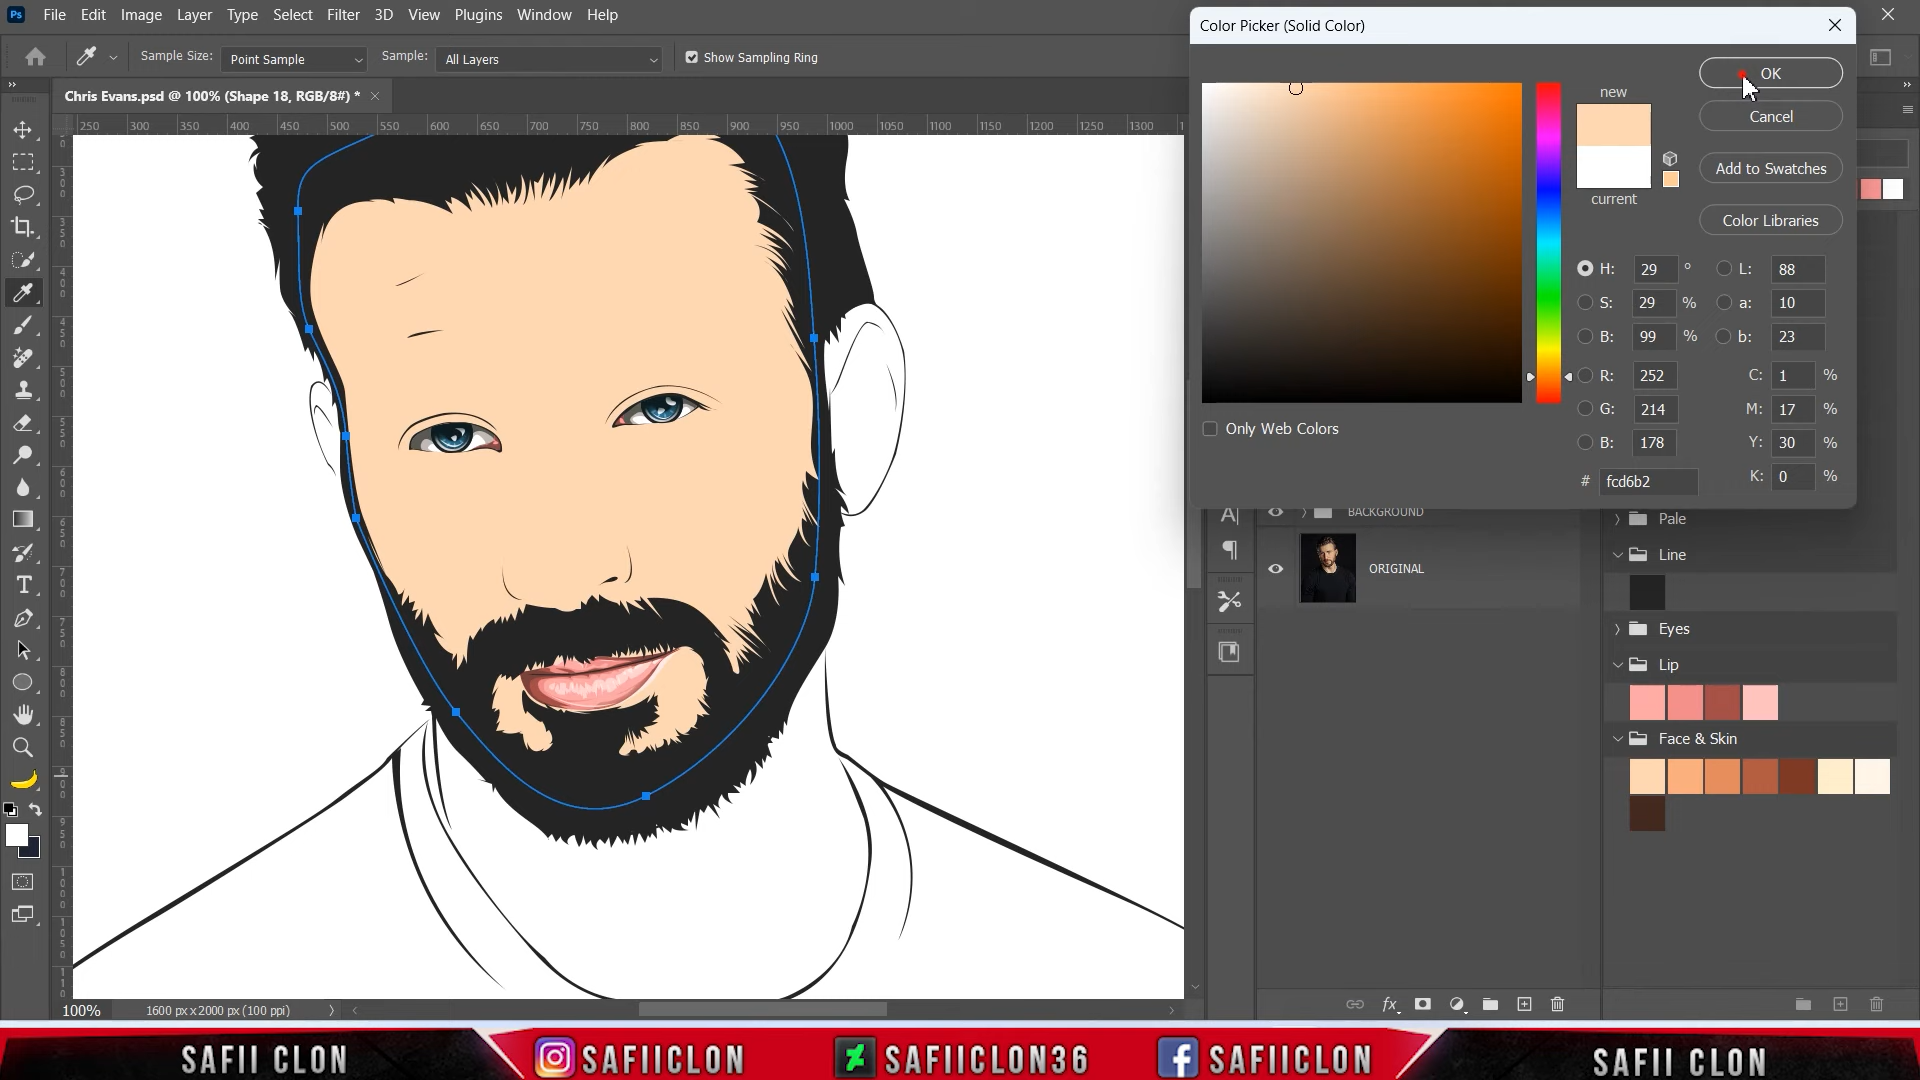 Ps File Edit Image Layer Type Select Filter 3D View Plugins Window Help
Sample Size: Point Sample Sample: All Layers Show Sampling Ring
Chris Evans.psd @ 100% (Shape 18, RGB/8#) *
250 300 350 400 450 500 550 600 650 700 750 800 850 900 950 1000 1050 1100 1150 1200 1250 1300
Color Picker (Solid Color)
OK
new
Cancel
Add to Swatches
current
Color Libraries
H: 29 ° L: 88
S: 29 % a: 10
B: 99 % b: 23
R: 252 C: 1 %
G: 214 M: 17 %
B: 178 Y: 30 %
# fcd6b2 K: 0 %
Only Web Colors
BACKGROUND
ORIGINAL
Pale
Line
Eyes
Lip
Face & Skin
100% 1600 px x 2000 px (100 ppi)
SAFII CLON SAFIICLON SAFIICLON36 SAFIICLON SAFII CLON